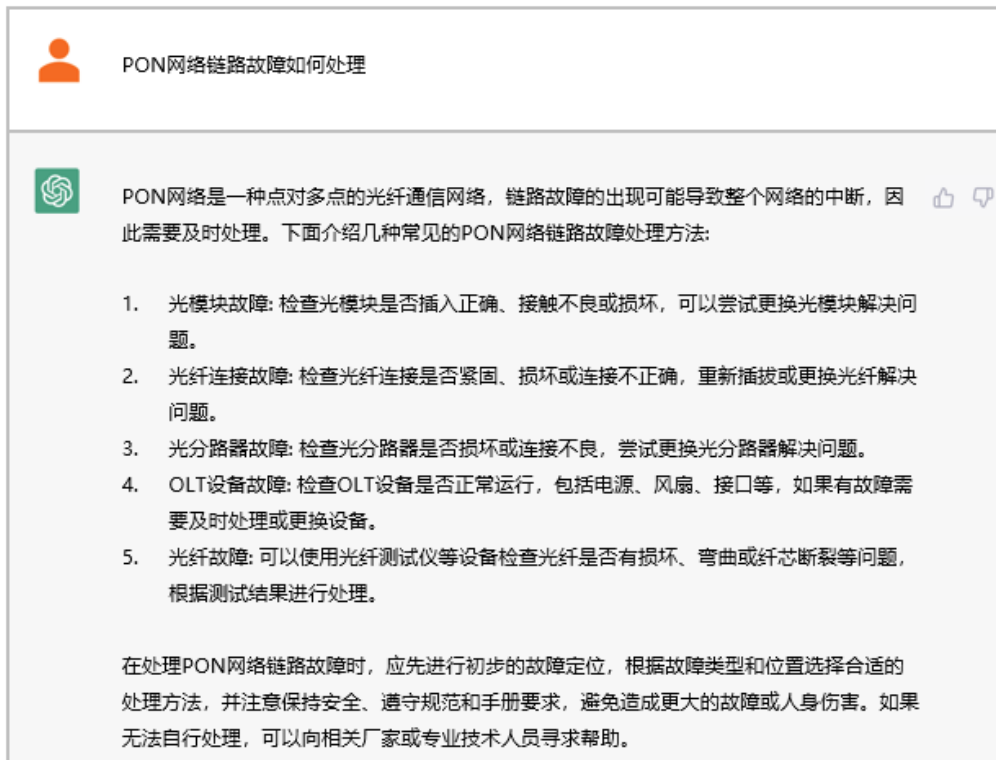 PON网络链路故障如何处理
PON网络是一种点对多点的光纤通信网络，链路故障的出现可能导致整个网络的中断，因
此需要及时处理。下面介绍几种常见的PON网络链路故障处理方法:
1. 光模块故障: 检查光模块是否插入正确、接触不良或损坏，可以尝试更换光模块解决问
题。
2. 光纤连接故障: 检查光纤连接是否紧固、损坏或连接不正确，重新插拔或更换光纤解决
问题。
3. 光分路器故障: 检查光分路器是否损坏或连接不良，尝试更换光分路器解决问题。
4. OLT设备故障: 检查OLT设备是否正常运行，包括电源、风扇、接口等，如果有故障需
要及时处理或更换设备。
5. 光纤故障: 可以使用光纤测试仪等设备检查光纤是否有损坏、弯曲或纤芯断裂等问题，
根据测试结果进行处理。
在处理PON网络链路故障时，应先进行初步的故障定位，根据故障类型和位置选择合适的
处理方法，并注意保持安全、遵守规范和手册要求，避免造成更大的故障或人身伤害。如果
无法自行处理，可以向相关厂家或专业技术人员寻求帮助。